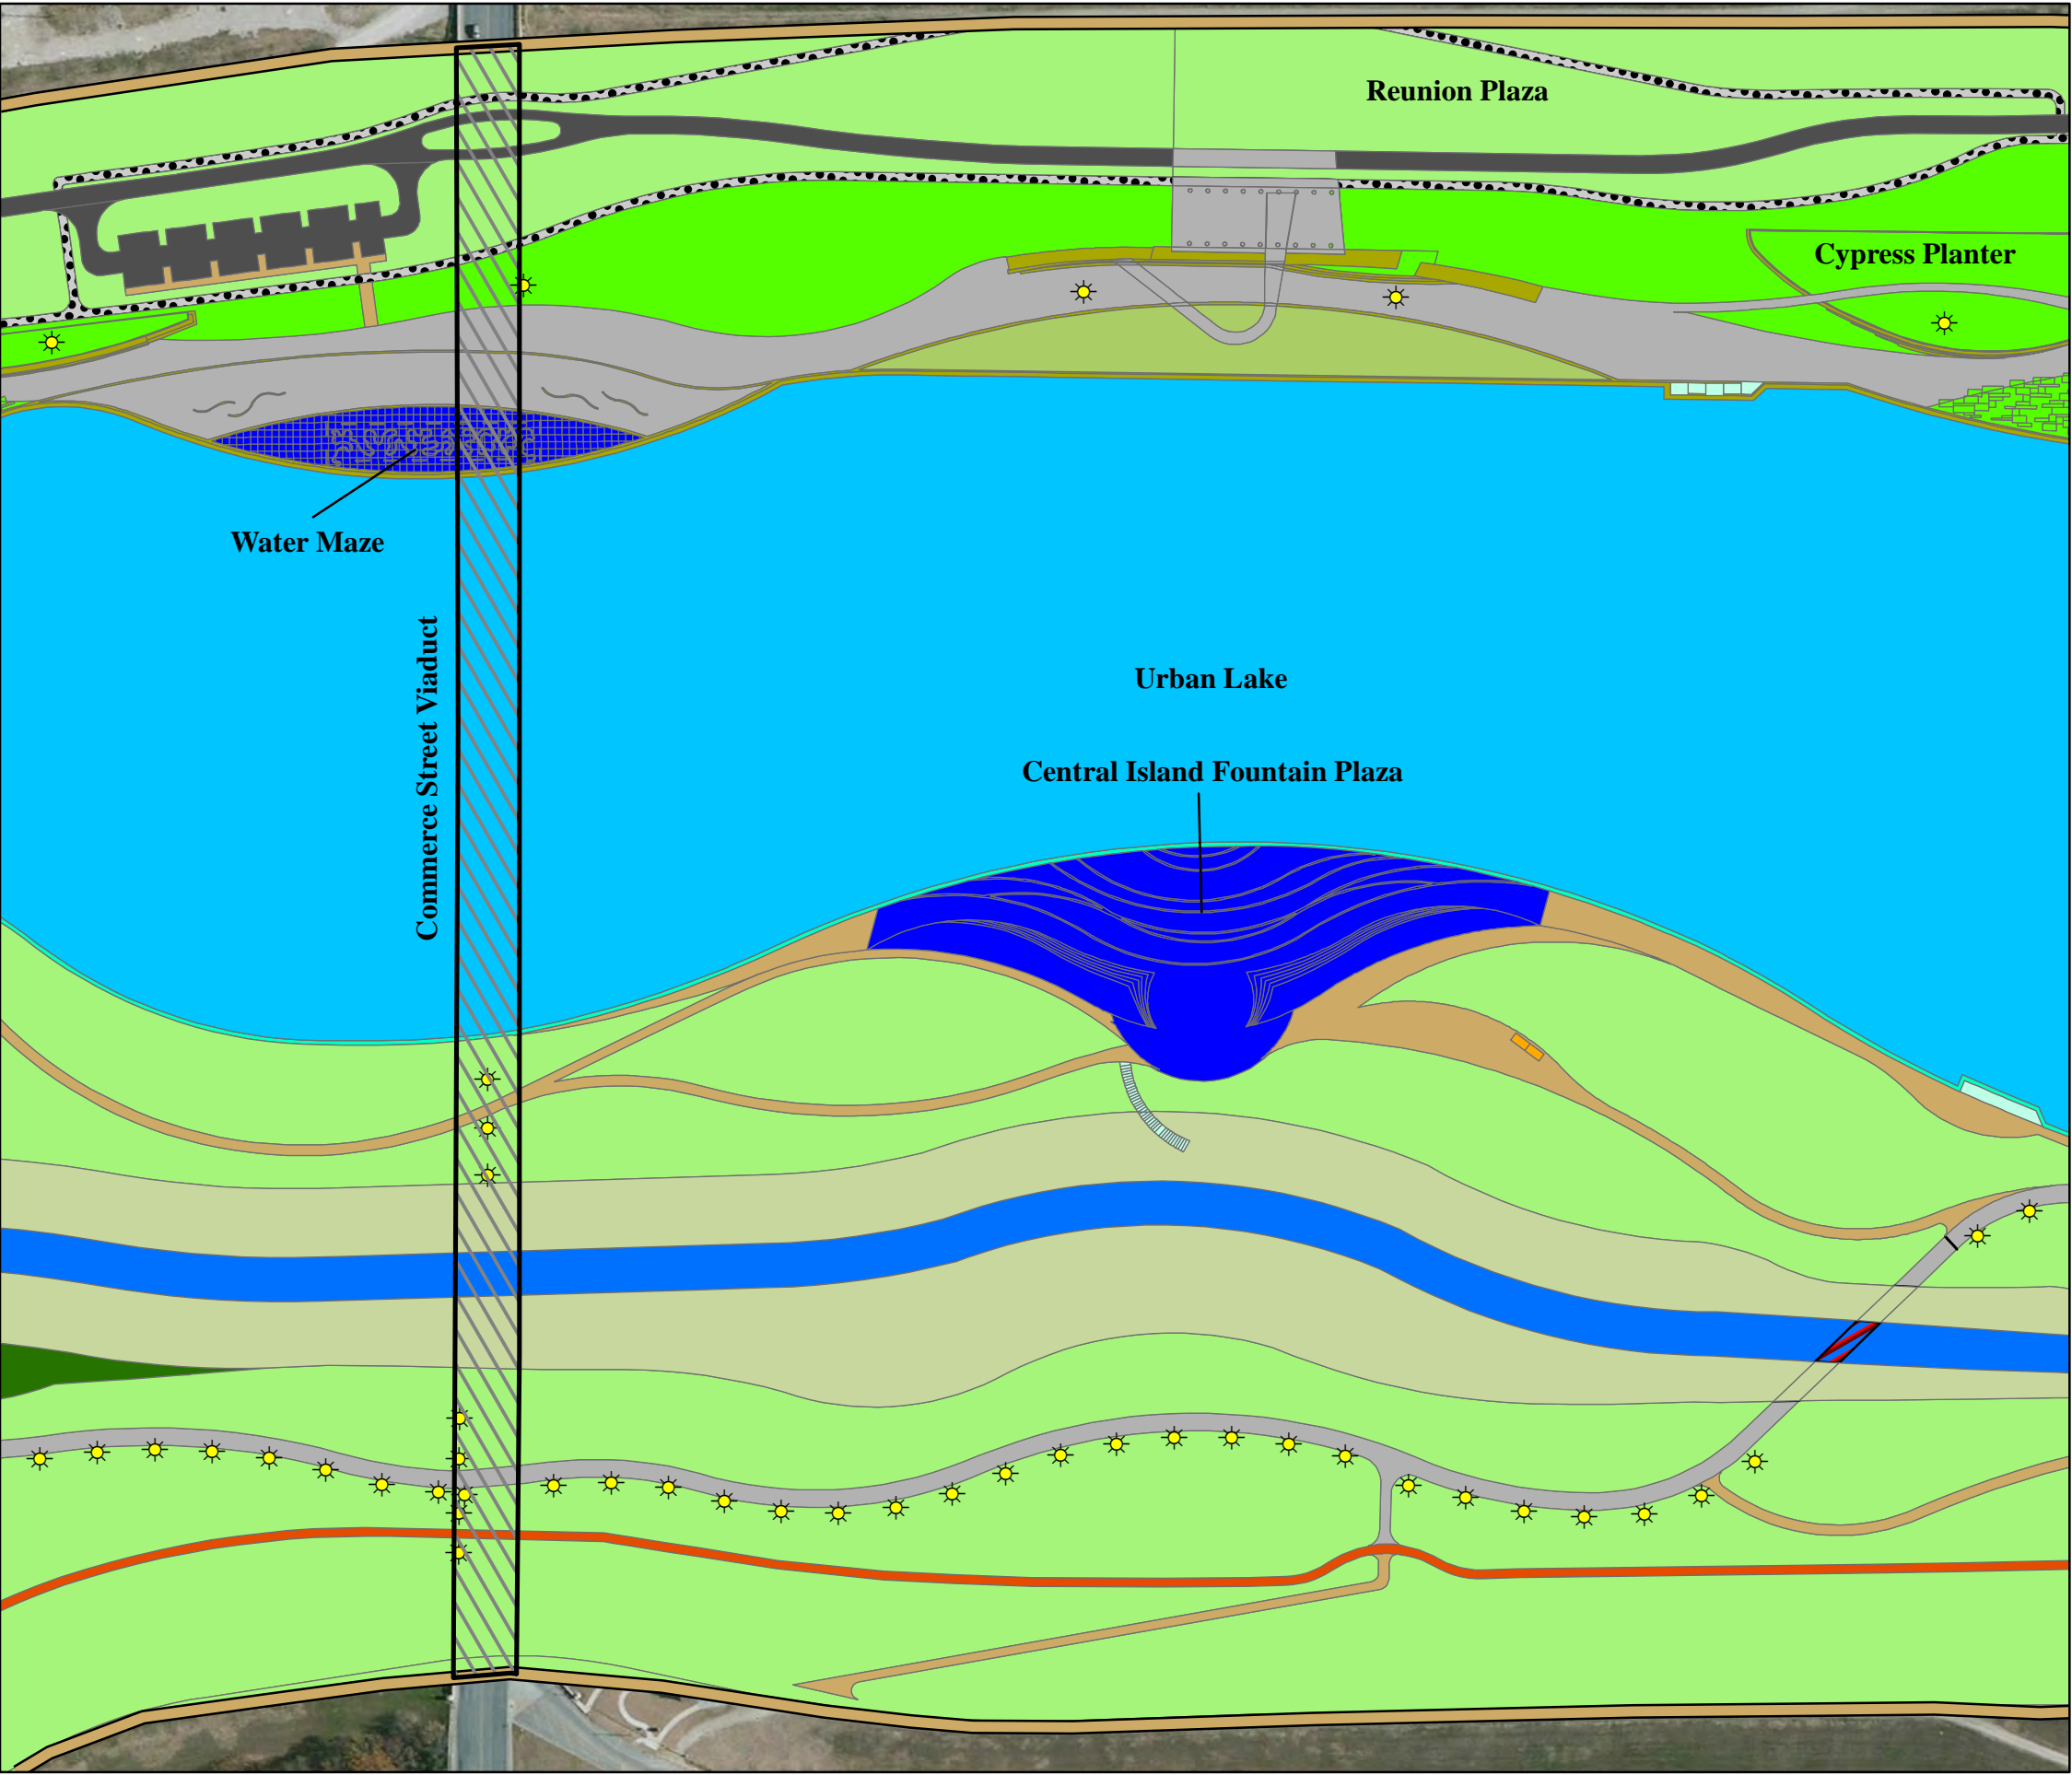 Reunion Plaza
Cypress Planter
Water Maze
Commerce Street Viaduct
Urban Lake
Central Island Fountain Plaza